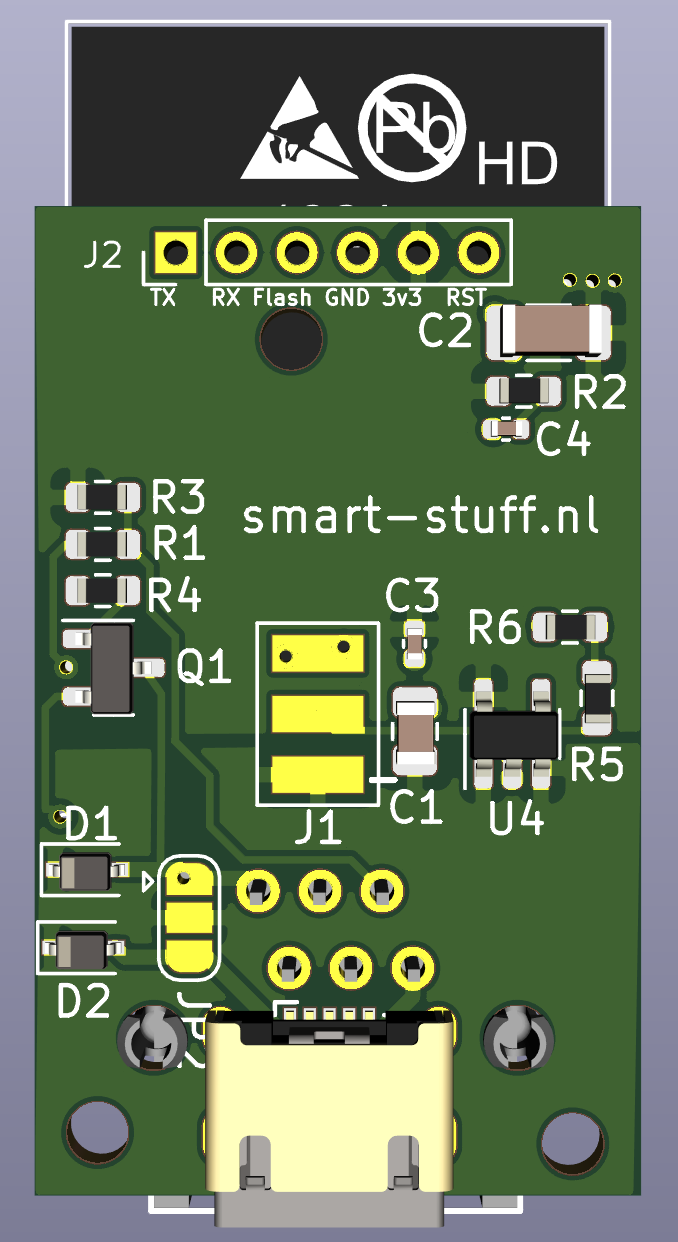 Pb
HD
J2
TX RX Flash GND 3v3 RST
C2
R2
C4
R3
smart-stuff.nl
R1
R4
C3
R6
Q1
R5
C1
U4
J1
D1
D2